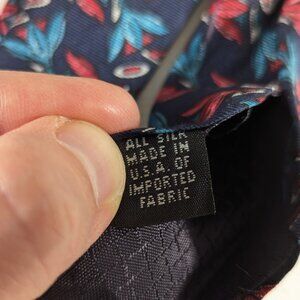 ALL SILK
MADE IN
U.S.A. OF
IMPORTED
FABRIC